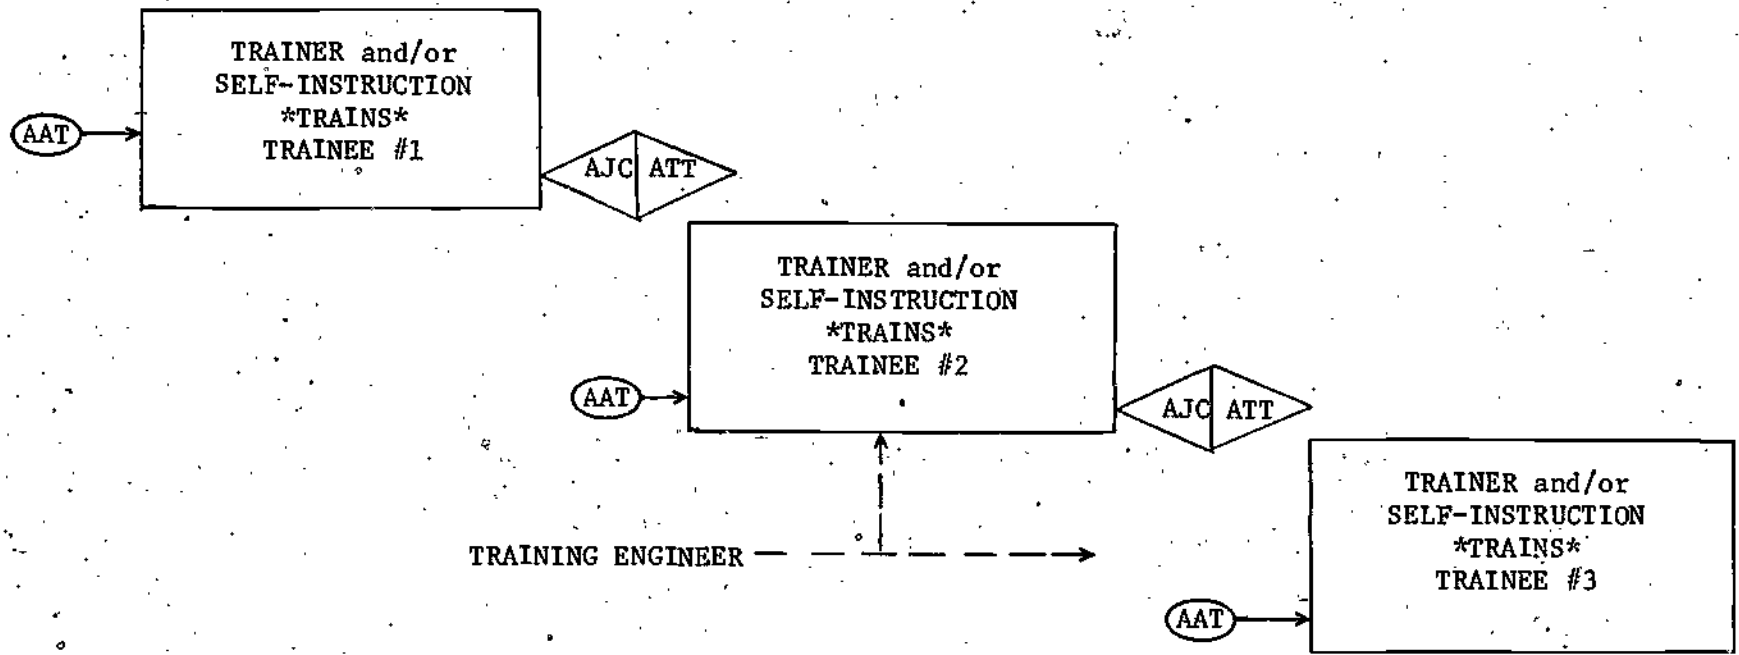 TRAINER and/or
SELF-INSTRUCTION
*TRAINS*
TRAINEE #1
AAT
AJC ATT
TRAINER and/or
SELF-INSTRUCTION
*TRAINS*
TRAINEE #2
AAT
AJC ATT
TRAINING ENGINEER
TRAINER and/or
SELF-INSTRUCTION
*TRAINS*
TRAINEE #3
AAT